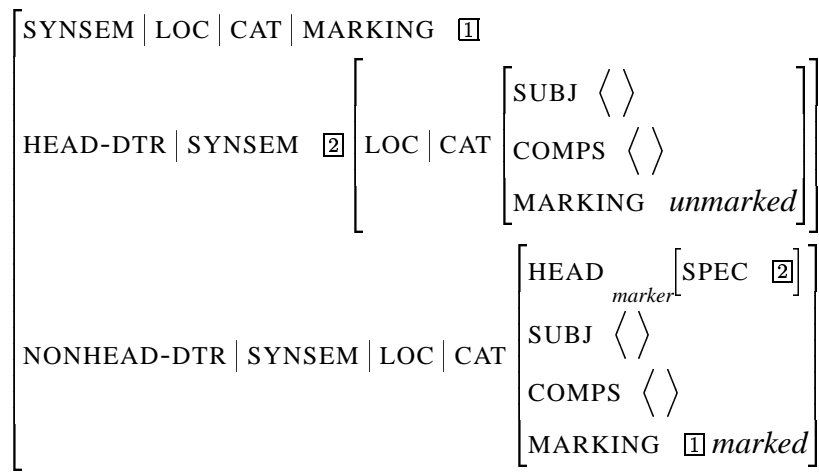 SYNSEM | LOC | CAT | MARKING [1]
HEAD-DTR | SYNSEM [2] [LOC | CAT [SUBJ ⟨ ⟩
COMPS ⟨ ⟩
MARKING unmarked]]
NONHEAD-DTR | SYNSEM | LOC | CAT [HEAD marker[SPEC [2]]
SUBJ ⟨ ⟩
COMPS ⟨ ⟩
MARKING [1] marked]